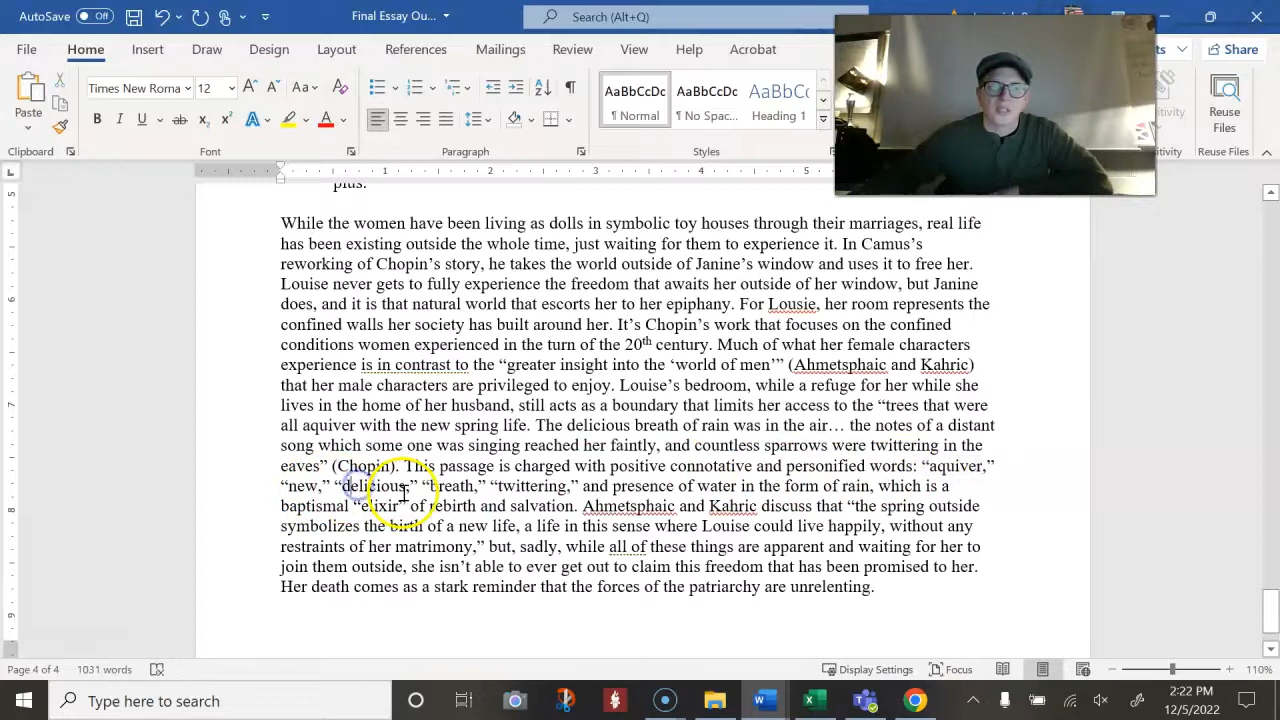 AutoSave Off Final Essay Ou... Search (Alt+Q)
File Home Insert Draw Design Layout References Mailings Review View Help Acrobat Share
Times New Roma 12 Aa
Paste
AaBbCcDc AaBbCcDc AaBbCc
¶ Normal ¶ No Spac... Heading 1
Reuse
Files
Clipboard Font Paragraph Styles Reuse Files
plus.
While the women have been living as dolls in symbolic toy houses through their marriages, real life
has been existing outside the whole time, just waiting for them to experience it. In Camus’s
reworking of Chopin’s story, he takes the world outside of Janine’s window and uses it to free her.
Louise never gets to fully experience the freedom that awaits her outside of her window, but Janine
does, and it is that natural world that escorts her to her epiphany. For Lousie, her room represents the
confined walls her society has built around her. It’s Chopin’s work that focuses on the confined
conditions women experienced in the turn of the 20th century. Much of what her female characters
experience is in contrast to the “greater insight into the ‘world of men’” (Ahmetsphaic and Kahric)
that her male characters are privileged to enjoy. Louise’s bedroom, while a refuge for her while she
lives in the home of her husband, still acts as a boundary that limits her access to the “trees that were
all aquiver with the new spring life. The delicious breath of rain was in the air… the notes of a distant
song which some one was singing reached her faintly, and countless sparrows were twittering in the
eaves” (Chopin). This passage is charged with positive connotative and personified words: “aquiver,”
“new,” “delicious,” “breath,” “twittering,” and presence of water in the form of rain, which is a
baptismal “elixir” of rebirth and salvation. Ahmetsphaic and Kahric discuss that “the spring outside
symbolizes the birth of a new life, a life in this sense where Louise could live happily, without any
restraints of her matrimony,” but, sadly, while all of these things are apparent and waiting for her to
join them outside, she isn’t able to ever get out to claim this freedom that has been promised to her.
Her death comes as a stark reminder that the forces of the patriarchy are unrelenting.
Page 4 of 4 1031 words Display Settings Focus 110%
Type here to search 2:22 PM
12/5/2022